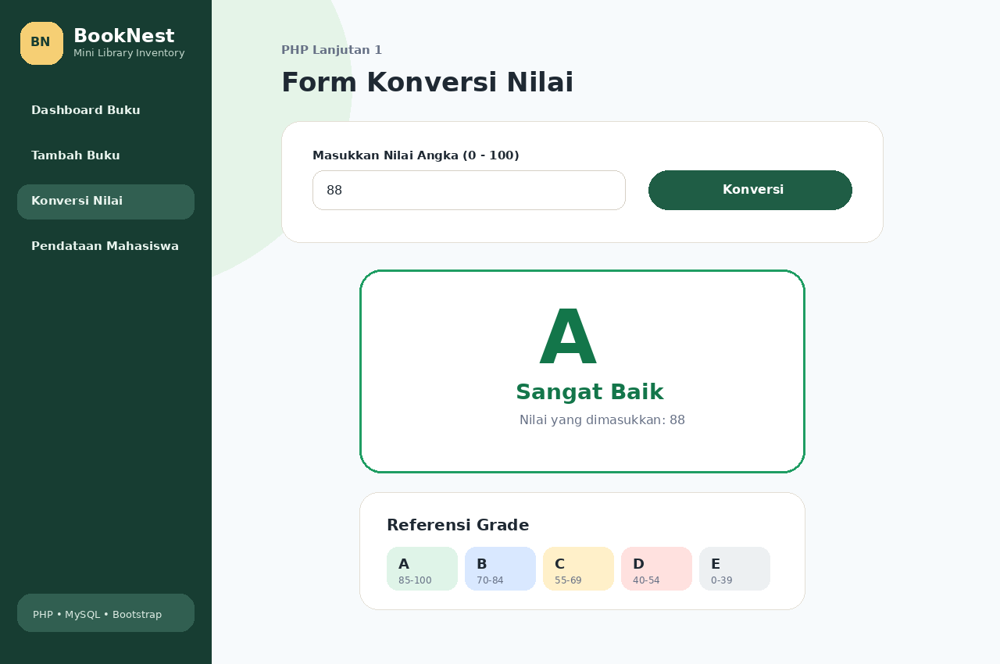 BN
BookNest
Mini Library Inventory
Dashboard Buku
Tambah Buku
Konversi Nilai
Pendataan Mahasiswa
PHP • MySQL • Bootstrap
PHP Lanjutan 1
Form Konversi Nilai
Masukkan Nilai Angka (0 - 100)
88
Konversi
A
Sangat Baik
Nilai yang dimasukkan: 88
Referensi Grade
A
85-100
B
70-84
C
55-69
D
40-54
E
0-39